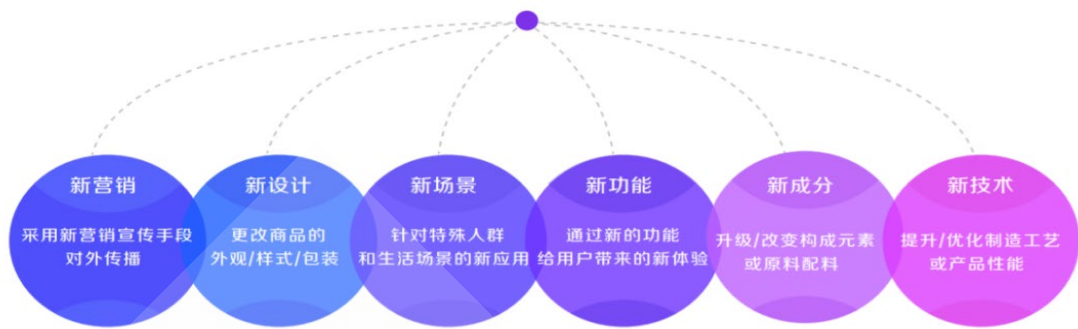 新营销
采用新营销宣传手段
对外传播
新设计
更改商品的
外观/样式/包装
新场景
针对特殊人群
和生活场景的新应用
新功能
通过新的功能
给用户带来的新体验
新成分
升级/改变构成元素
或原料配料
新技术
提升/优化制造工艺
或产品性能